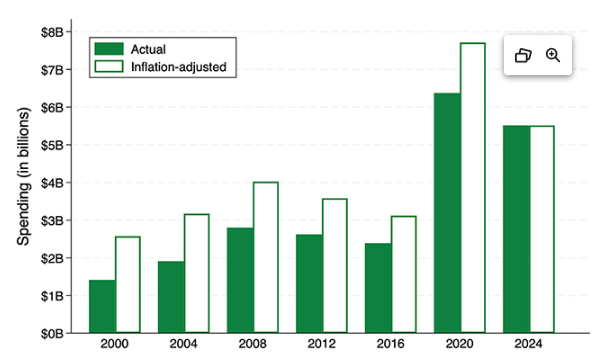 $8B
$7B
$6B
$5B
$4B
$3B
$2B
$1B
$0B
Spending (in billions)
Actual
Inflation-adjusted
2000 2004 2008 2012 2016 2020 2024